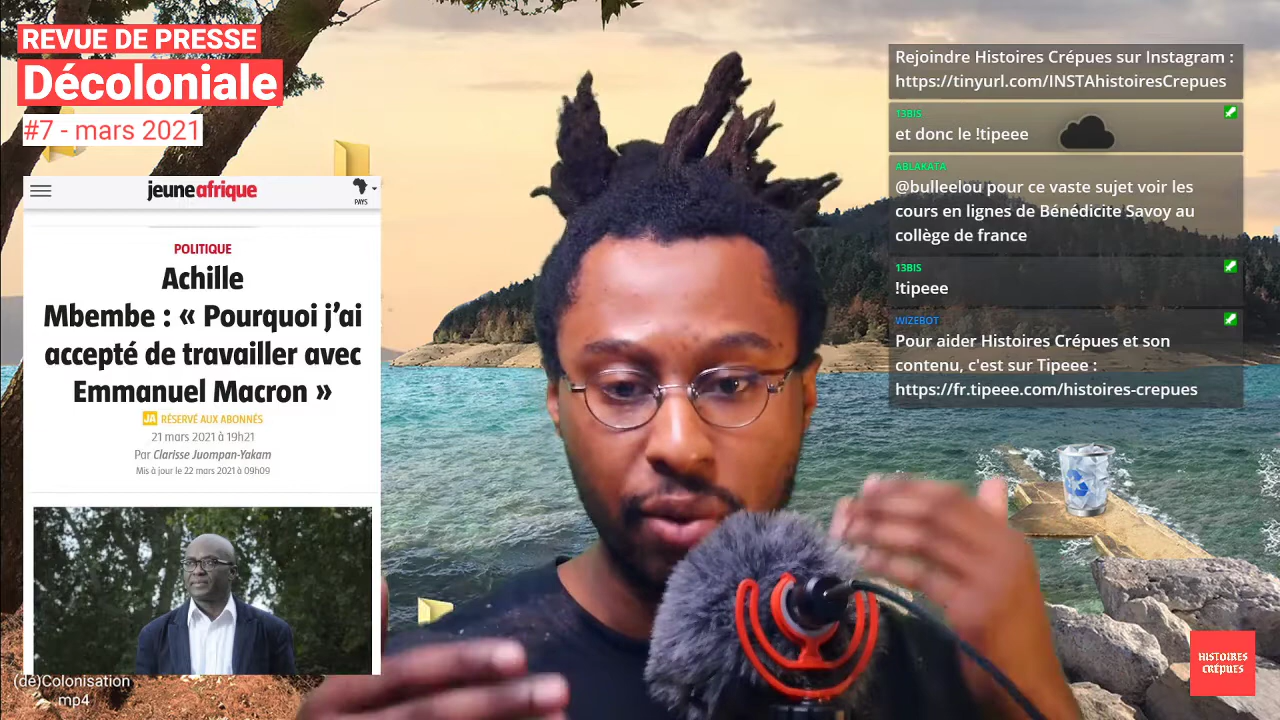 REVUE DE PRESSE
Décoloniale
#7 - mars 2021
jeuneafrique
PAYS
POLITIQUE
Achille
Mbembe : « Pourquoi j'ai
accepté de travailler avec
Emmanuel Macron »
JA RÉSERVÉ AUX ABONNÉS
21 mars 2021 à 19h21
Par Clarisse Juompan-Yakam
Mis à jour le 22 mars 2021 à 09h09
(dé)Colonisation
mp4
Rejoindre Histoires Crépues sur Instagram :
https://tinyurl.com/INSTAhistoiresCrepues
13BIS
et donc le !tipeee
ABLAKATA
@bulleelou pour ce vaste sujet voir les
cours en lignes de Bénédicite Savoy au
collège de france
13BIS
!tipeee
WIZEBOT
Pour aider Histoires Crépues et son
contenu, c'est sur Tipeee :
https://fr.tipeee.com/histoires-crepues
HISTOIRES
CRÉPUES